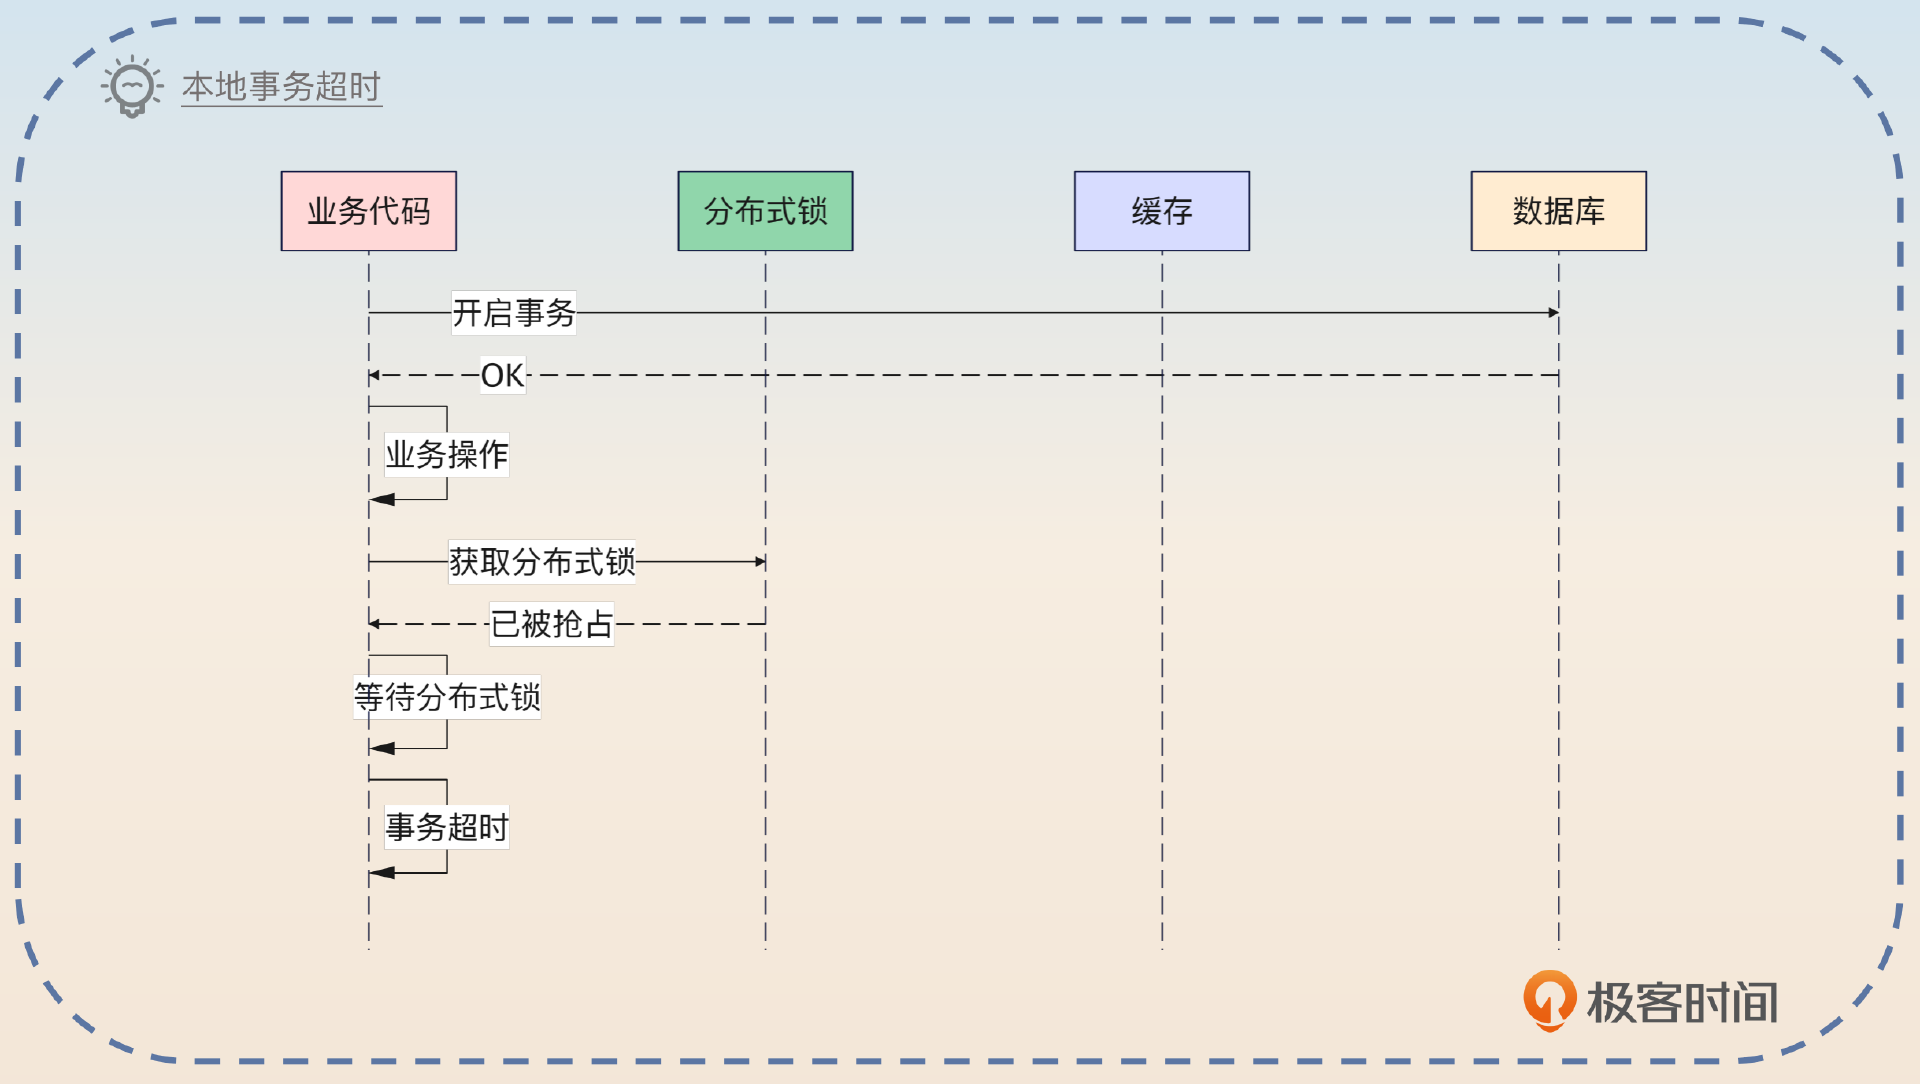 本地事务超时
业务代码
分布式锁
缓存
数据库
开启事务
OK
业务操作
获取分布式锁
已被抢占
等待分布式锁
事务超时
极客时间